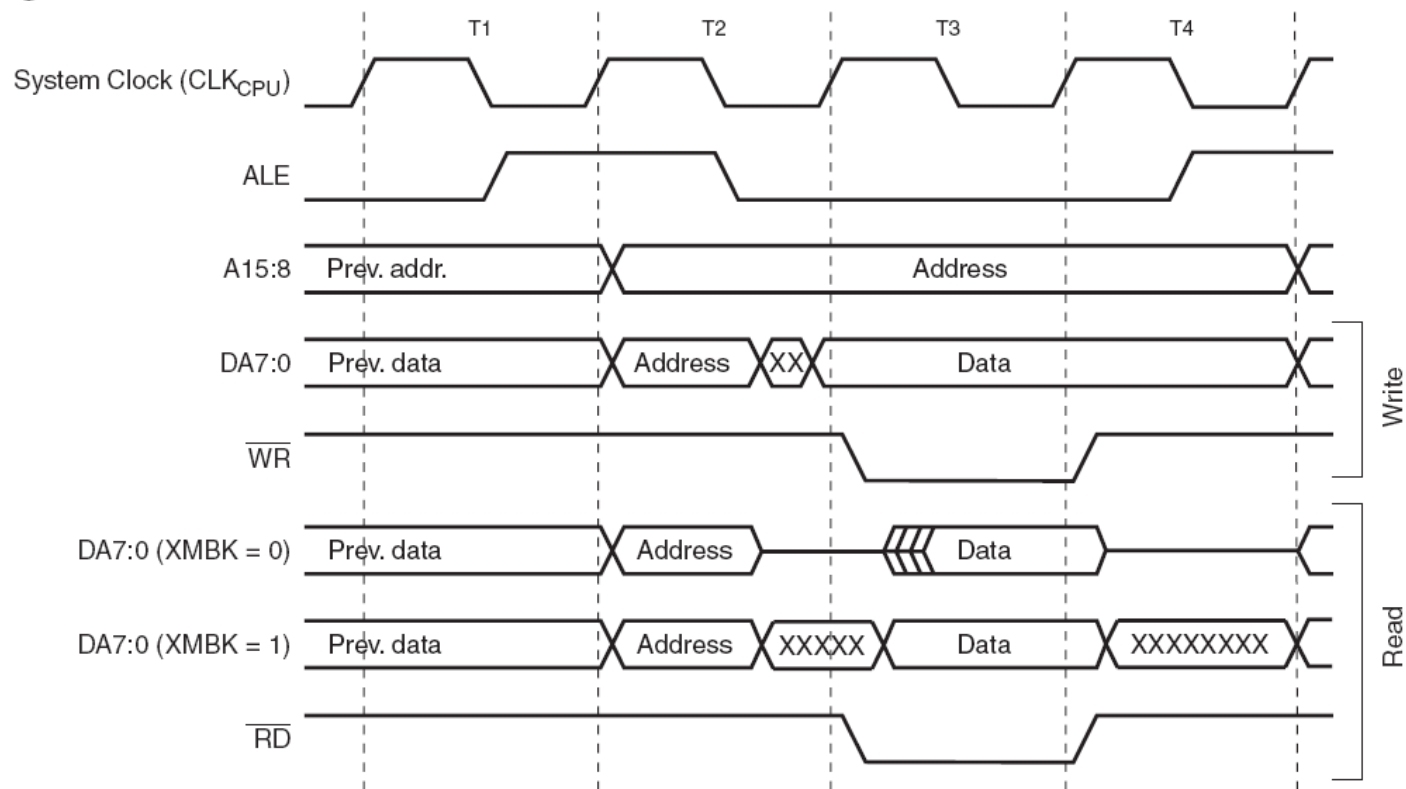 T1 T2 T3 T4
System Clock (CLKCPU)
ALE
A15:8 Prev. addr. Address
DA7:0 Prev. data Address XX Data
WR
Write
DA7:0 (XMBK = 0) Prev. data Address Data
DA7:0 (XMBK = 1) Prev. data Address XXXXX Data XXXXXXXX
RD
Read